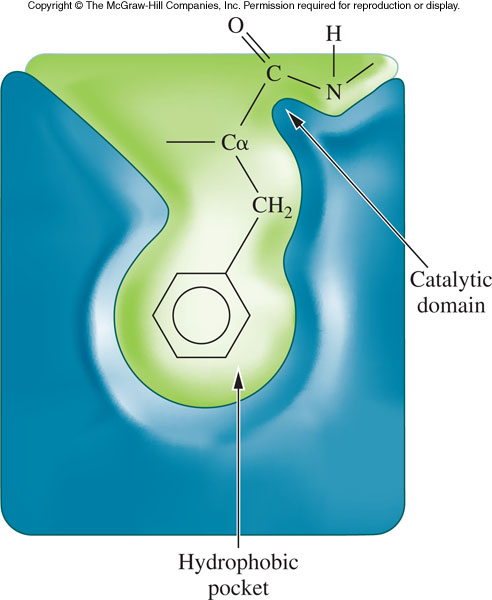 Copyright © The McGraw-Hill Companies, Inc. Permission required for reproduction or display.
O
H
C
N
Cα
CH₂
Catalytic
domain
Hydrophobic
pocket